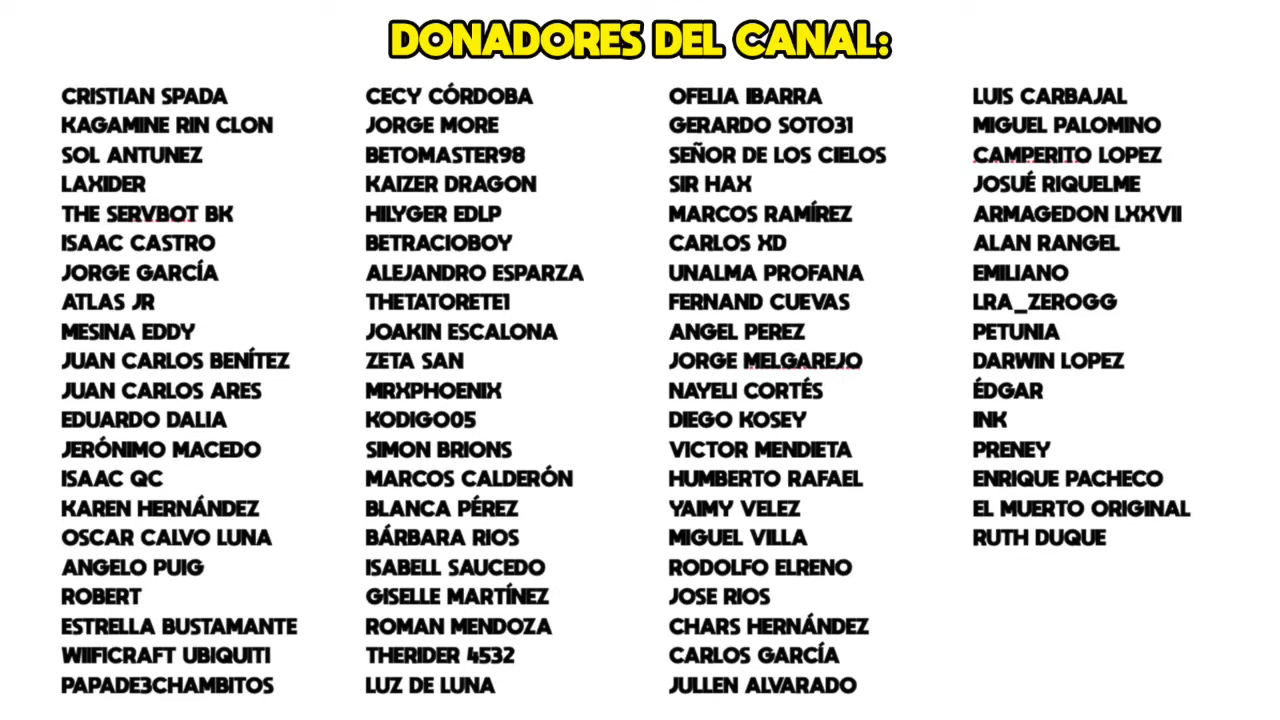 DONADORES DEL CANAL:
CRISTIAN SPADA
KAGAMINE RIN CLON
SOL ANTUNEZ
LAXIDER
THE SERVBOT BK
ISAAC CASTRO
JORGE GARCÍA
ATLAS JR
MESINA EDDY
JUAN CARLOS BENÍTEZ
JUAN CARLOS ARES
EDUARDO DALIA
JERÓNIMO MACEDO
ISAAC QC
KAREN HERNÁNDEZ
OSCAR CALVO LUNA
ANGELO PUIG
ROBERT
ESTRELLA BUSTAMANTE
WIIFICRAFT UBIQUITI
PAPADE3CHAMBITOS
CECY CÓRDOBA
JORGE MORE
BETOMASTER98
KAIZER DRAGON
HILYGER EDLP
BETRACIOBOY
ALEJANDRO ESPARZA
THETATORETE1
JOAKIN ESCALONA
ZETA SAN
MRXPHOENIX
KODIGO05
SIMON BRIONS
MARCOS CALDERÓN
BLANCA PÉREZ
BÁRBARA RIOS
ISABELL SAUCEDO
GISELLE MARTÍNEZ
ROMAN MENDOZA
THERIDER 4532
LUZ DE LUNA
OFELIA IBARRA
GERARDO SOTO31
SEÑOR DE LOS CIELOS
SIR HAX
MARCOS RAMÍREZ
CARLOS XD
UNALMA PROFANA
FERNAND CUEVAS
ANGEL PEREZ
JORGE MELGAREJO
NAYELI CORTÉS
DIEGO KOSEY
VICTOR MENDIETA
HUMBERTO RAFAEL
YAIMY VELEZ
MIGUEL VILLA
RODOLFO ELRENO
JOSE RIOS
CHARS HERNÁNDEZ
CARLOS GARCÍA
JULLEN ALVARADO
LUIS CARBAJAL
MIGUEL PALOMINO
CAMPERITO LOPEZ
JOSUÉ RIQUELME
ARMAGEDON LXXVII
ALAN RANGEL
EMILIANO
LRA_ZEROGG
PETUNIA
DARWIN LOPEZ
ÉDGAR
INK
PRENEY
ENRIQUE PACHECO
EL MUERTO ORIGINAL
RUTH DUQUE